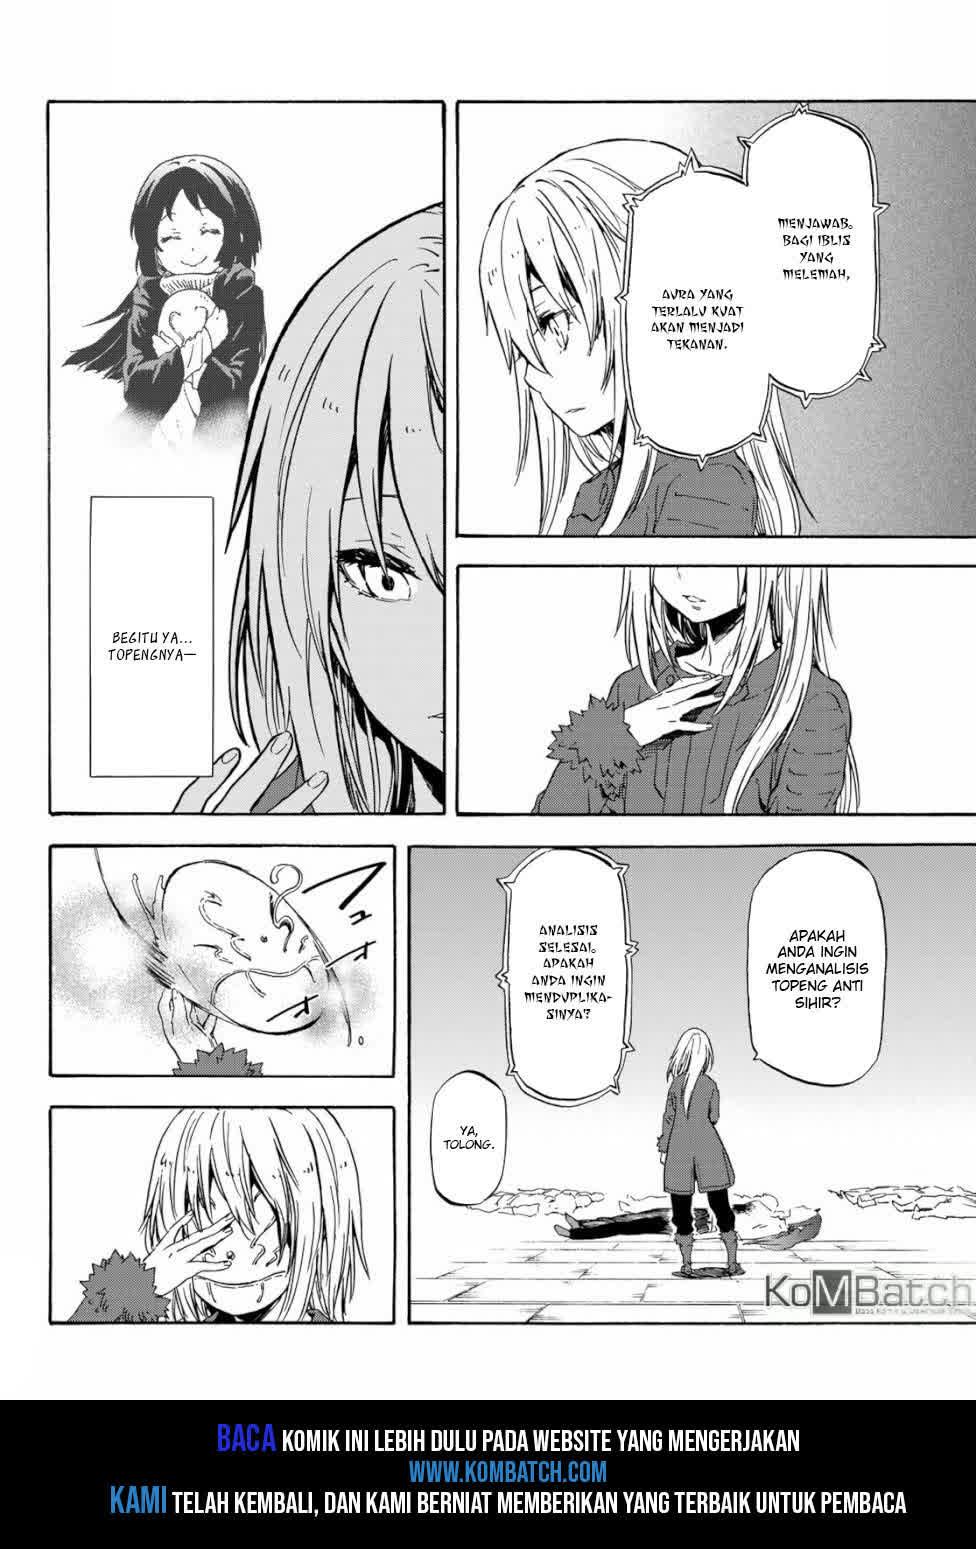 MENJAWAB。
BAGI IBLIS
YANG
MELEMAH,
AURA YANG
TERLALU KUAT
AKAN MENJADI
TEKANAN.
BEGITU YA...
TOPENGNYA—
APAKAH
ANDA INGIN
MENGANALISIS
TOPENG ANTI
SIHIR?
ANALISIS
SELESAI。
APAKAH
ANDA INGIN
MENDUPLIKA-
SINYA?
YA,
TOLONG.
KoMBatch
BACA KOMIK INI LEBIH DULU PADA WEBSITE YANG MENGERJAKAN
WWW.KOMBATCH.COM
KAMI TELAH KEMBALI, DAN KAMI BERNIAT MEMBERIKAN YANG TERBAIK UNTUK PEMBACA